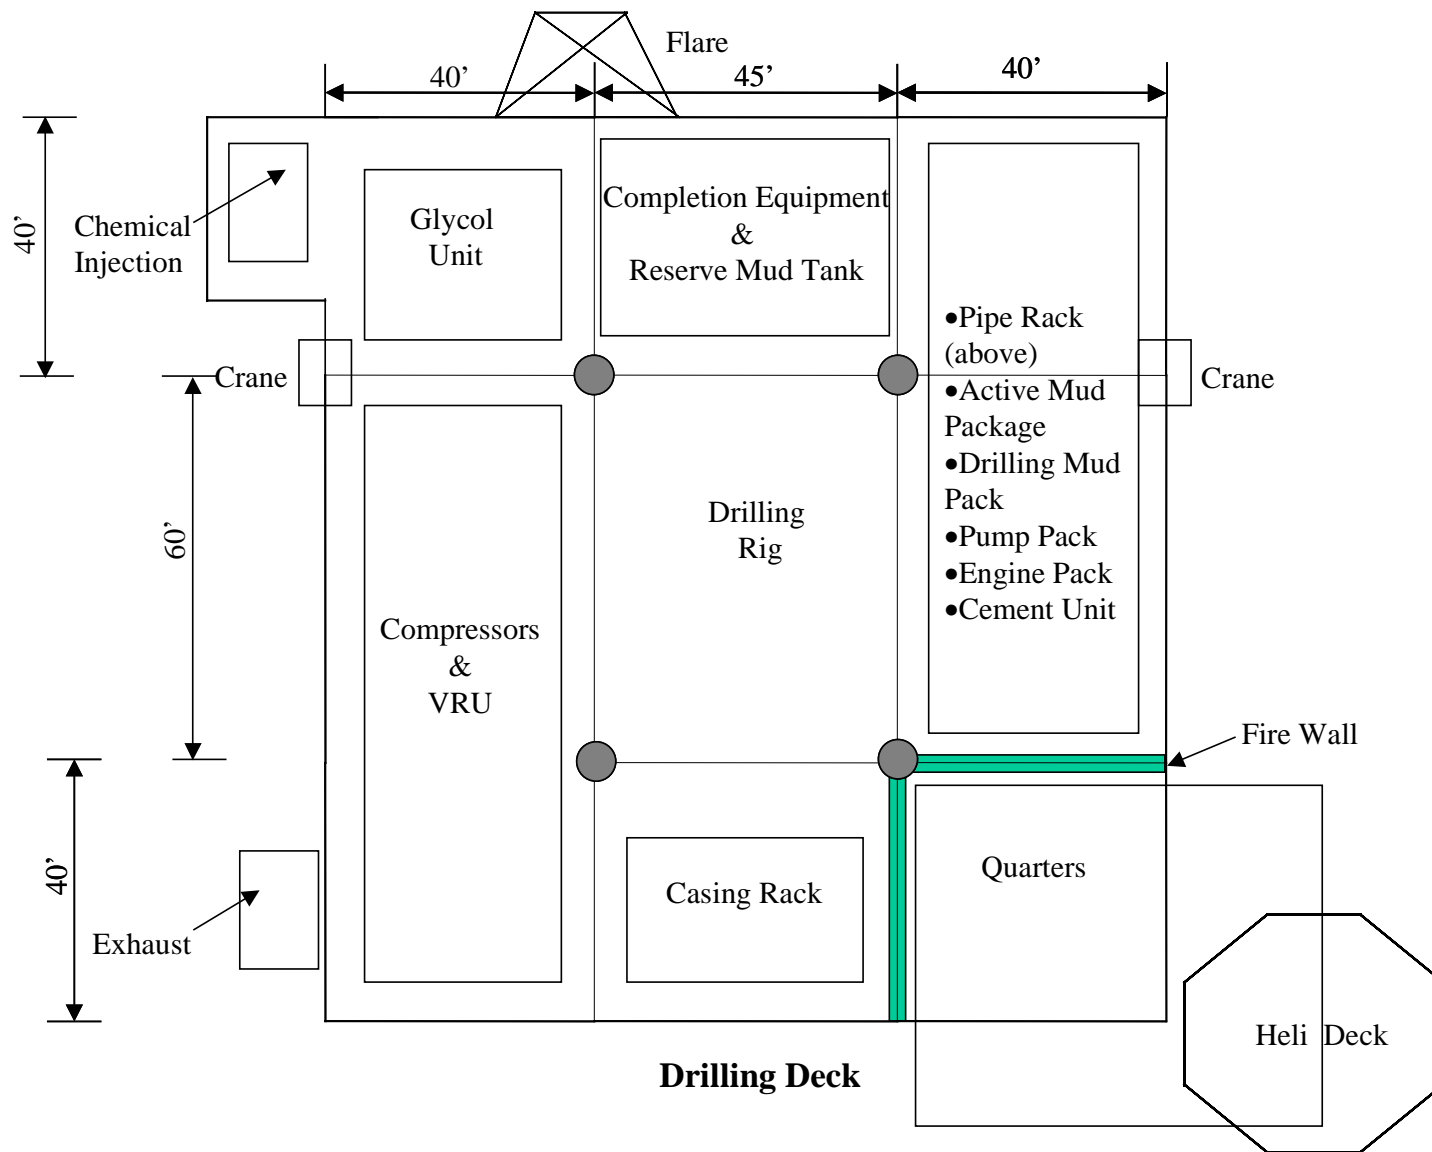 Flare
40’
45’
40’
40’
Chemical
Injection
Glycol
Unit
Completion Equipment
&
Reserve Mud Tank
•Pipe Rack
(above)
•Active Mud
Package
•Drilling Mud
Pack
•Pump Pack
•Engine Pack
•Cement Unit
Crane
Crane
60’
Drilling
Rig
Compressors
&
VRU
Fire Wall
40’
Exhaust
Casing Rack
Quarters
Heli Deck
Drilling Deck